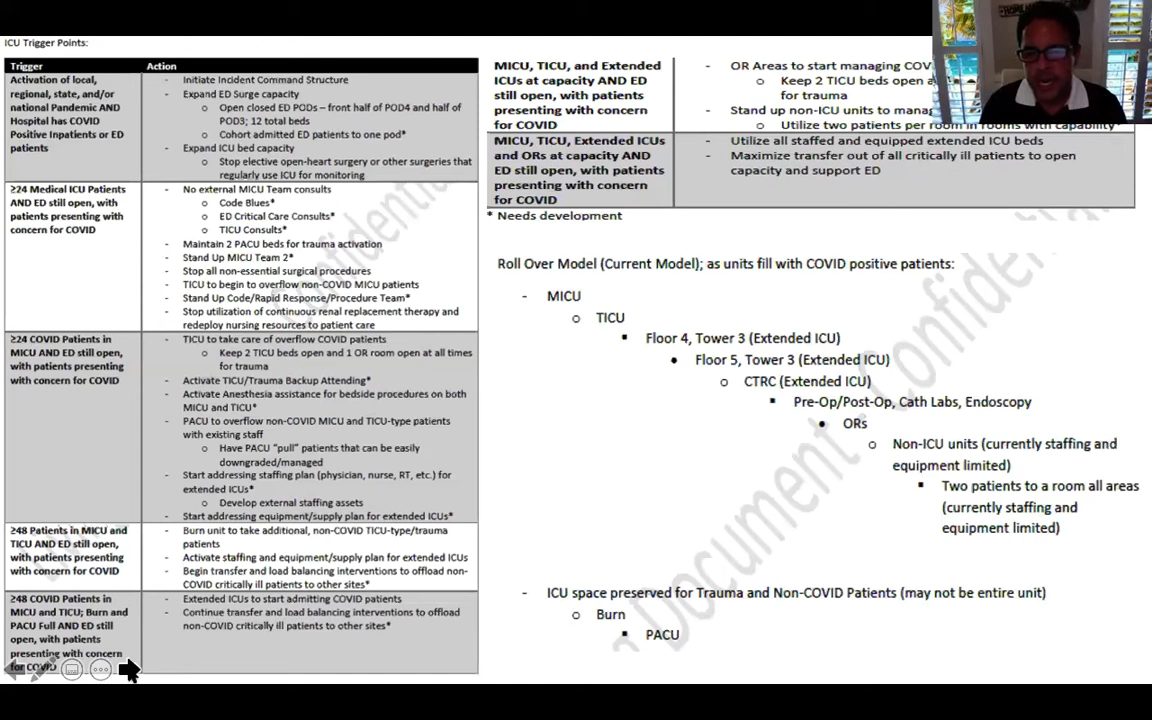 ICU Trigger Points:
Trigger
Action
Activation of local,
regional, state, and/or
national Pandemic AND
Hospital has COVID
Positive Inpatients or ED
patients
- Initiate Incident Command Structure
- Expand ED Surge capacity
o Open closed ED PODs – front half of POD4 and half of
POD3; 12 total beds
o Cohort admitted ED patients to one pod*
- Expand ICU bed capacity
o Stop elective open-heart surgery or other surgeries that
regularly use ICU for monitoring
≥24 Medical ICU Patients
AND ED still open, with
patients presenting with
concern for COVID
- No external MICU Team consults
o Code Blues*
o ED Critical Care Consults*
o TICU Consults*
- Maintain 2 PACU beds for trauma activation
- Stand Up MICU Team 2*
- Stop all non-essential surgical procedures
- TICU to begin to overflow non-COVID MICU patients
- Stand Up Code/Rapid Response/Procedure Team*
- Stop utilization of continuous renal replacement therapy and
redeploy nursing resources to patient care
≥24 COVID Patients in
MICU AND ED still open,
with patients presenting
with concern for COVID
- TICU to take care of overflow COVID patients
o Keep 2 TICU beds open and 1 OR room open at all times
for trauma
- Activate TICU/Trauma Backup Attending*
- Activate Anesthesia assistance for bedside procedures on both
MICU and TICU*
- PACU to overflow non-COVID MICU and TICU-type patients
with existing staff
o Have PACU "pull" patients that can be easily
downgraded/managed
- Start addressing staffing plan (physician, nurse, RT, etc.) for
extended ICUs*
o Develop external staffing assets
- Start addressing equipment/supply plan for extended ICUs*
≥48 Patients in MICU and
TICU AND ED still open,
with patients presenting
with concern for COVID
- Burn unit to take additional, non-COVID TICU-type/trauma
patients
- Activate staffing and equipment/supply plan for extended ICUs
- Begin transfer and load balancing interventions to offload non-
COVID critically ill patients to other sites*
≥48 COVID Patients in
MICU and TICU; Burn and
PACU Full AND ED still
open, with patients
presenting with concern
for COVID
- Extended ICUs to start admitting COVID patients
- Continue transfer and load balancing interventions to offload
non-COVID critically ill patients to other sites*
MICU, TICU, and Extended
ICUs at capacity AND ED
still open, with patients
presenting with concern
for COVID
- OR Areas to start managing
o Keep 2 TICU beds open
for trauma
- Stand up non-ICU units to
o Utilize two patients per room in rooms with capability
MICU, TICU, Extended ICUs
and ORs at capacity AND
ED still open, with patients
presenting with concern
for COVID
- Utilize all staffed and equipped extended ICU beds
- Maximize transfer out of all critically ill patients to open
capacity and support ED
* Needs development
Roll Over Model (Current Model); as units fill with COVID positive patients:
- MICU
o TICU
▪ Floor 4, Tower 3 (Extended ICU)
• Floor 5, Tower 3 (Extended ICU)
o CTRC (Extended ICU)
▪ Pre-Op/Post-Op, Cath Labs, Endoscopy
• ORs
o Non-ICU units (currently staffing and
equipment limited)
▪ Two patients to a room all areas
(currently staffing and
equipment limited)
- ICU space preserved for Trauma and Non-COVID Patients (may not be entire unit)
o Burn
▪ PACU
Confidential
Document - Confidential